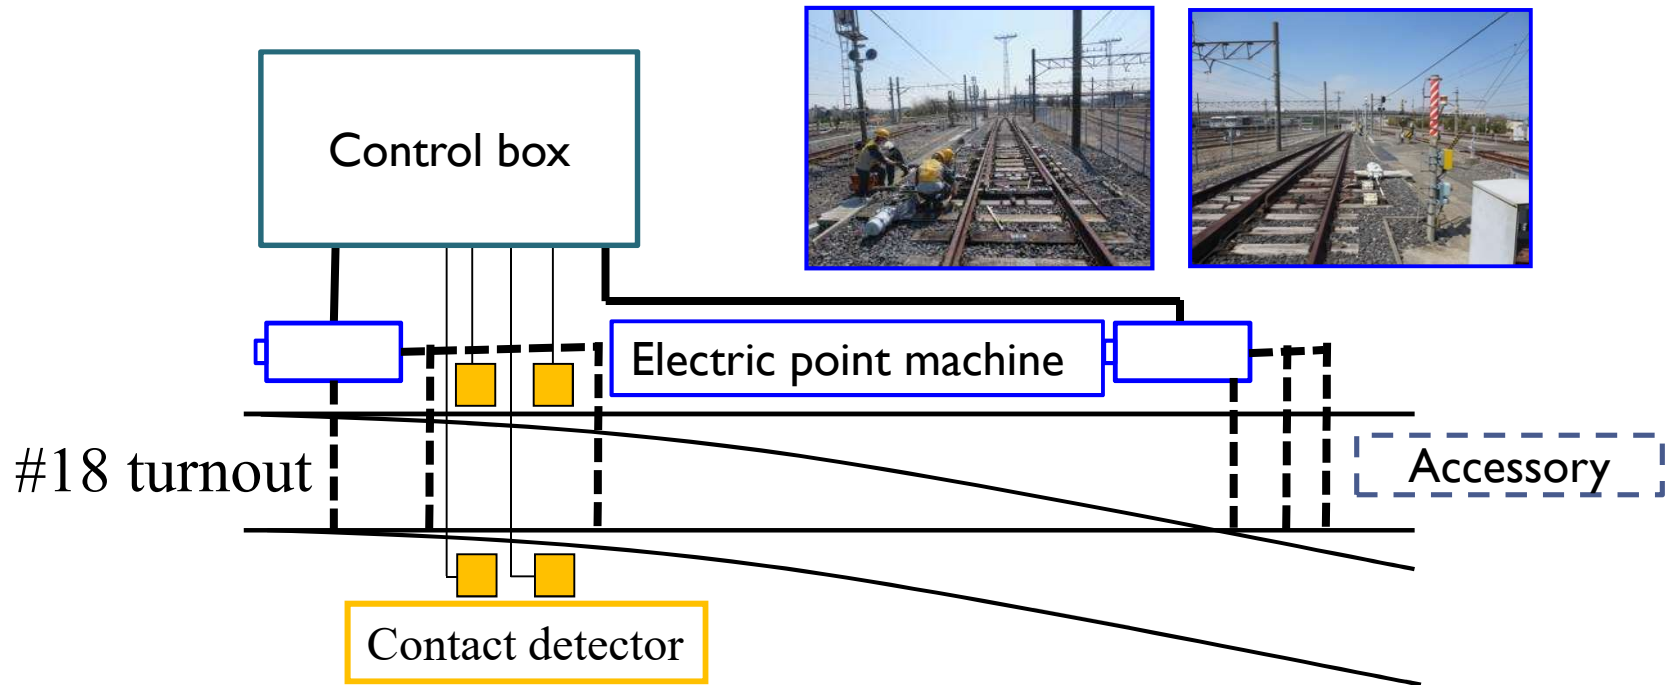 Control box
Electric point machine
#18 turnout
Accessory
Contact detector